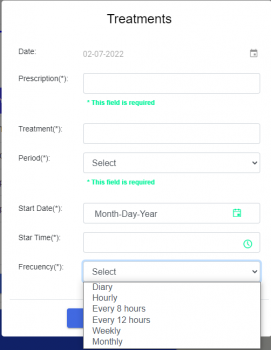 Treatments
Date: 02-07-2022
Prescription(*):
* This field is required
Treatment(*):
Period(*): Select
* This field is required
Start Date(*): Month-Day-Year
Star Time(*):
Frecuency(*): Select
Diary
Hourly
Every 8 hours
Every 12 hours
Weekly
Monthly